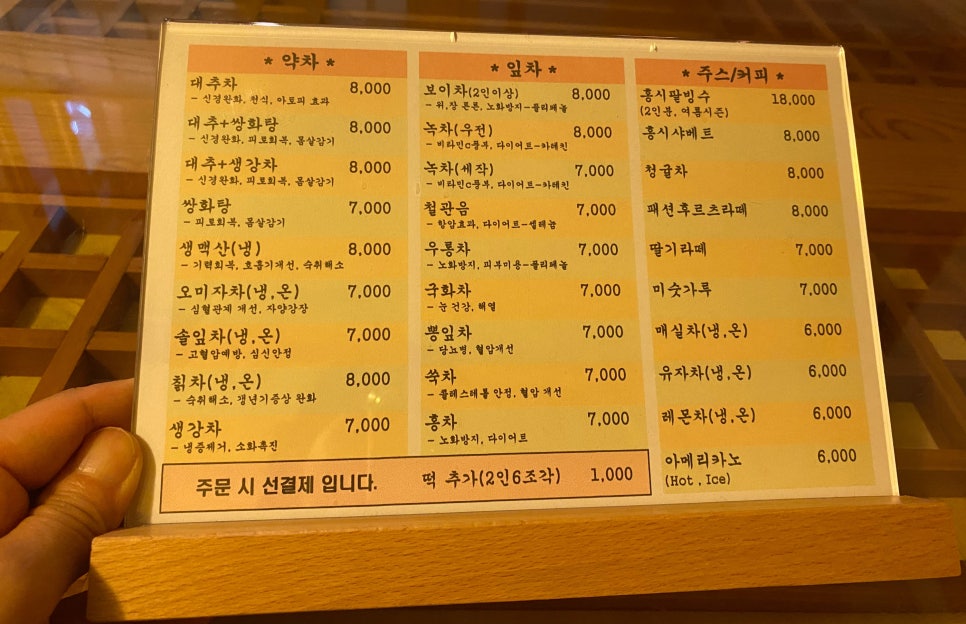 * 약차 *
대추차 8,000
- 신경완화, 천식, 아토피 효과
대추+쌍화탕 8,000
- 신경완화, 피로회복, 몸살감기
대추+생강차 8,000
- 신경완화, 피로회복, 몸살감기
쌍화탕 7,000
- 피로회복, 몸살감기
생맥산(냉) 8,000
- 기력회복, 호흡기개선, 숙취해소
오미자차(냉,온) 7,000
- 심혈관계 개선, 자양강장
솔잎차(냉,온) 7,000
- 고혈압예방, 심신안정
칡차(냉,온) 8,000
- 숙취해소, 갱년기증상 완화
생강차 7,000
- 냉증제거, 소화촉진
* 잎차 *
보이차(2인이상) 8,000
- 위,장 튼튼, 노화방지-폴리페놀
녹차(우전) 8,000
- 비타민C풍부, 다이어트-카테킨
녹차(세작) 7,000
- 비타민C풍부, 다이어트-카테킨
철관음 7,000
- 항암효과, 다이어트-셀레늄
우롱차 7,000
- 노화방지, 피부미용-폴리페놀
국화차 7,000
- 눈 건강, 해열
뽕잎차 7,000
- 당뇨병, 혈압개선
쑥차 7,000
- 콜레스테롤 안정, 혈압 개선
홍차 7,000
- 노화방지, 다이어트
* 주스/커피 *
홍시팥빙수 18,000
(2인분, 여름시즌)
홍시샤베트 8,000
청귤차 8,000
패션후르츠라떼 8,000
딸기라떼 7,000
미숫가루 7,000
매실차(냉,온) 6,000
유자차(냉,온) 6,000
레몬차(냉,온) 6,000
아메리카노 6,000
(Hot , Ice)
주문 시 선결제 입니다. 떡 추가(2인6조각) 1,000